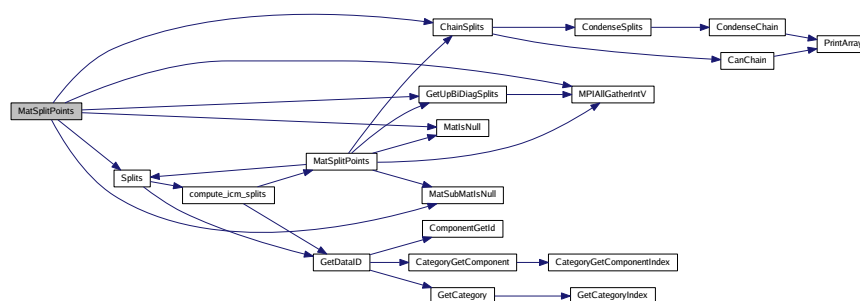 MatSplitPoints
Splits
compute_icm_splits
MatSplitPoints
GetDataID
ChainSplits
GetUpBiDiagSplits
MatIsNull
MatSubMatIsNull
ComponentGetId
CategoryGetComponent
GetCategory
CondenseSplits
MPIAllGatherIntV
CategoryGetComponentIndex
GetCategoryIndex
CondenseChain
CanChain
PrintArray